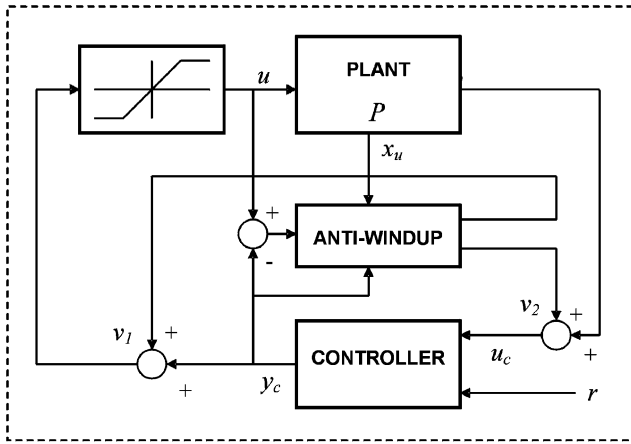 u
PLANT
P
x_u
+
ANTI-WINDUP
-
v_2
+
v_1
+
+
CONTROLLER
u_c
+
y_c
r